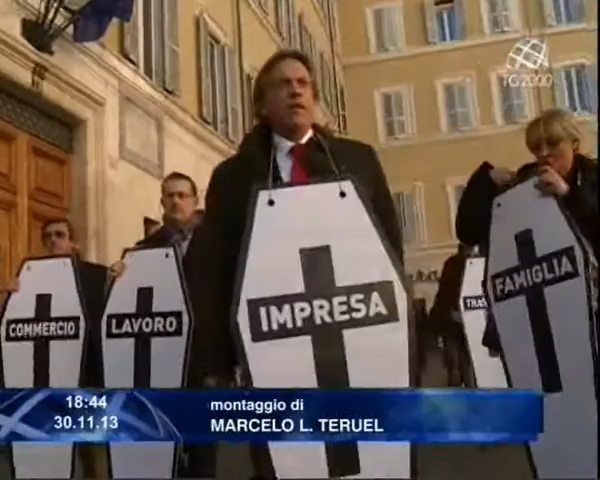 TG2000
COMMERCIO
LAVORO
IMPRESA
FAMIGLIA
18:44
30.11.13
montaggio di
MARCELO L. TERUEL